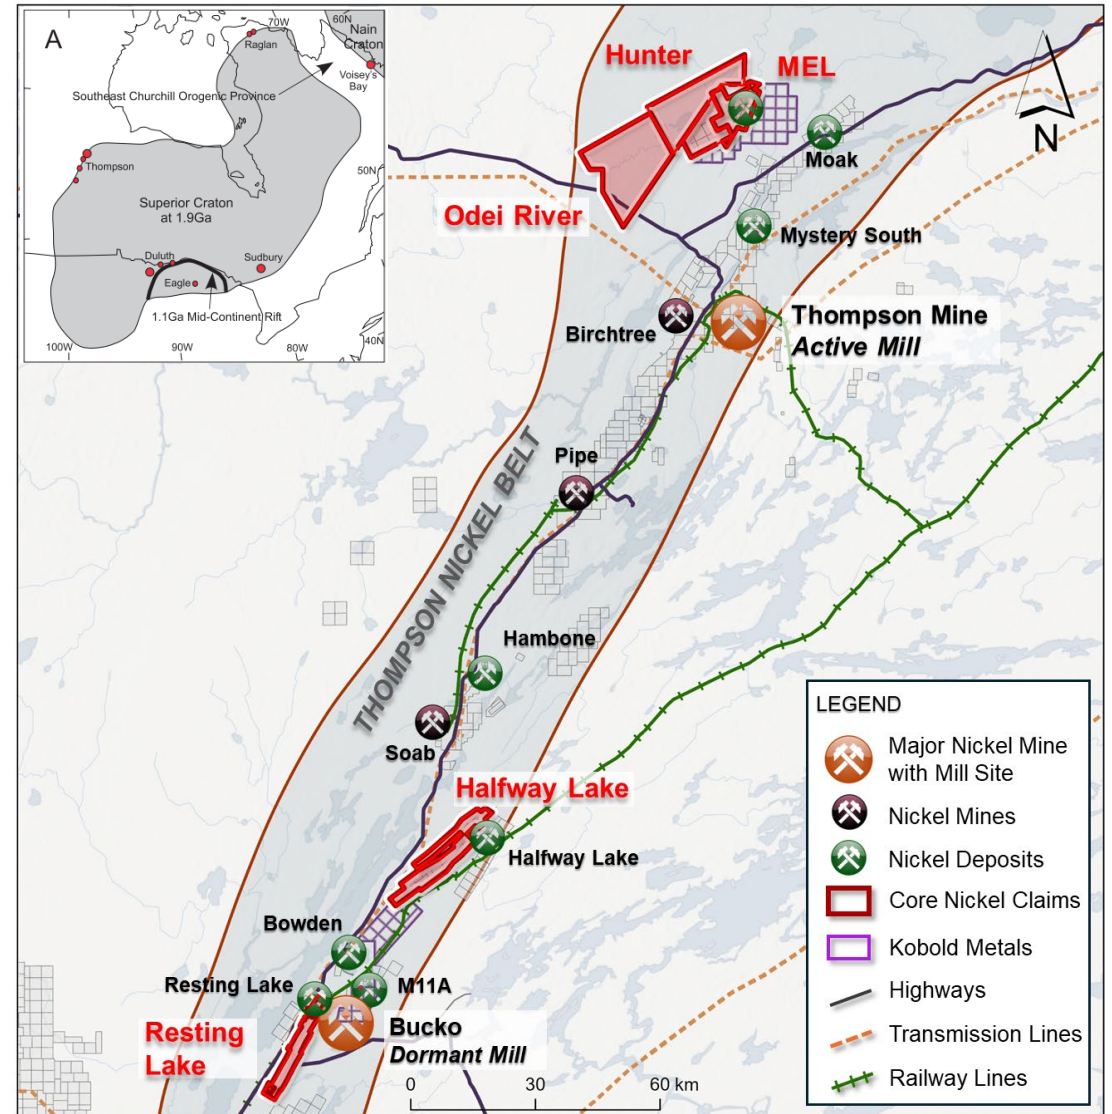 A
70W
60N
Nain
Craton
Raglan
Voisey's
Bay
Southeast Churchill Orogenic Province
Thompson
50N
Superior Craton
at 1.9Ga
Duluth
Sudbury
Eagle
1.1Ga Mid-Continent Rift
100W
90W
80W
40N
Hunter
MEL
N
Moak
Odei River
Mystery South
Birchtree
Thompson Mine
Active Mill
THOMPSON NICKEL BELT
Pipe
Hambone
Soab
Halfway Lake
Halfway Lake
Bowden
Resting Lake
M11A
Resting
Lake
Bucko
Dormant Mill
0
30
60 km
LEGEND
Major Nickel Mine
with Mill Site
Nickel Mines
Nickel Deposits
Core Nickel Claims
Kobold Metals
Highways
Transmission Lines
Railway Lines